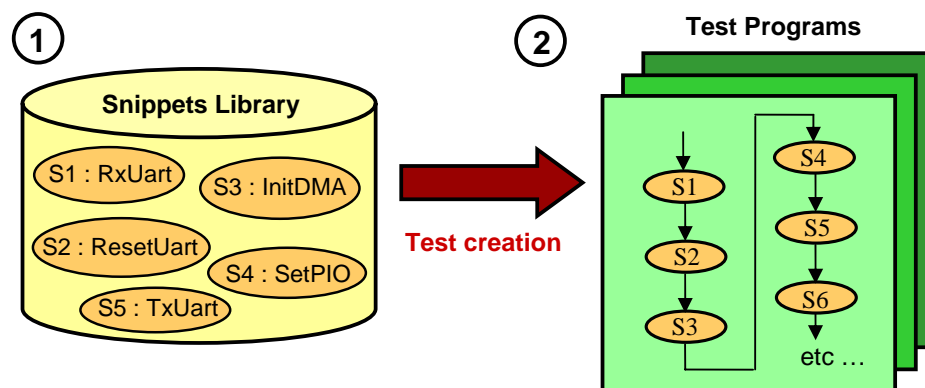 1
Snippets Library
S1 : RxUart
S3 : InitDMA
S2 : ResetUart
S4 : SetPIO
S5 : TxUart
Test creation
2
Test Programs
S1
S2
S3
S4
S5
S6
etc ...